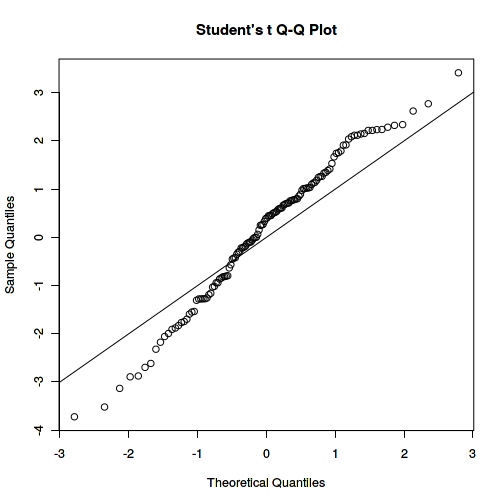 Student's t Q-Q Plot
3
2
1
0
-1
-2
-3
-4
Sample Quantiles
-3 -2 -1 0 1 2 3
Theoretical Quantiles